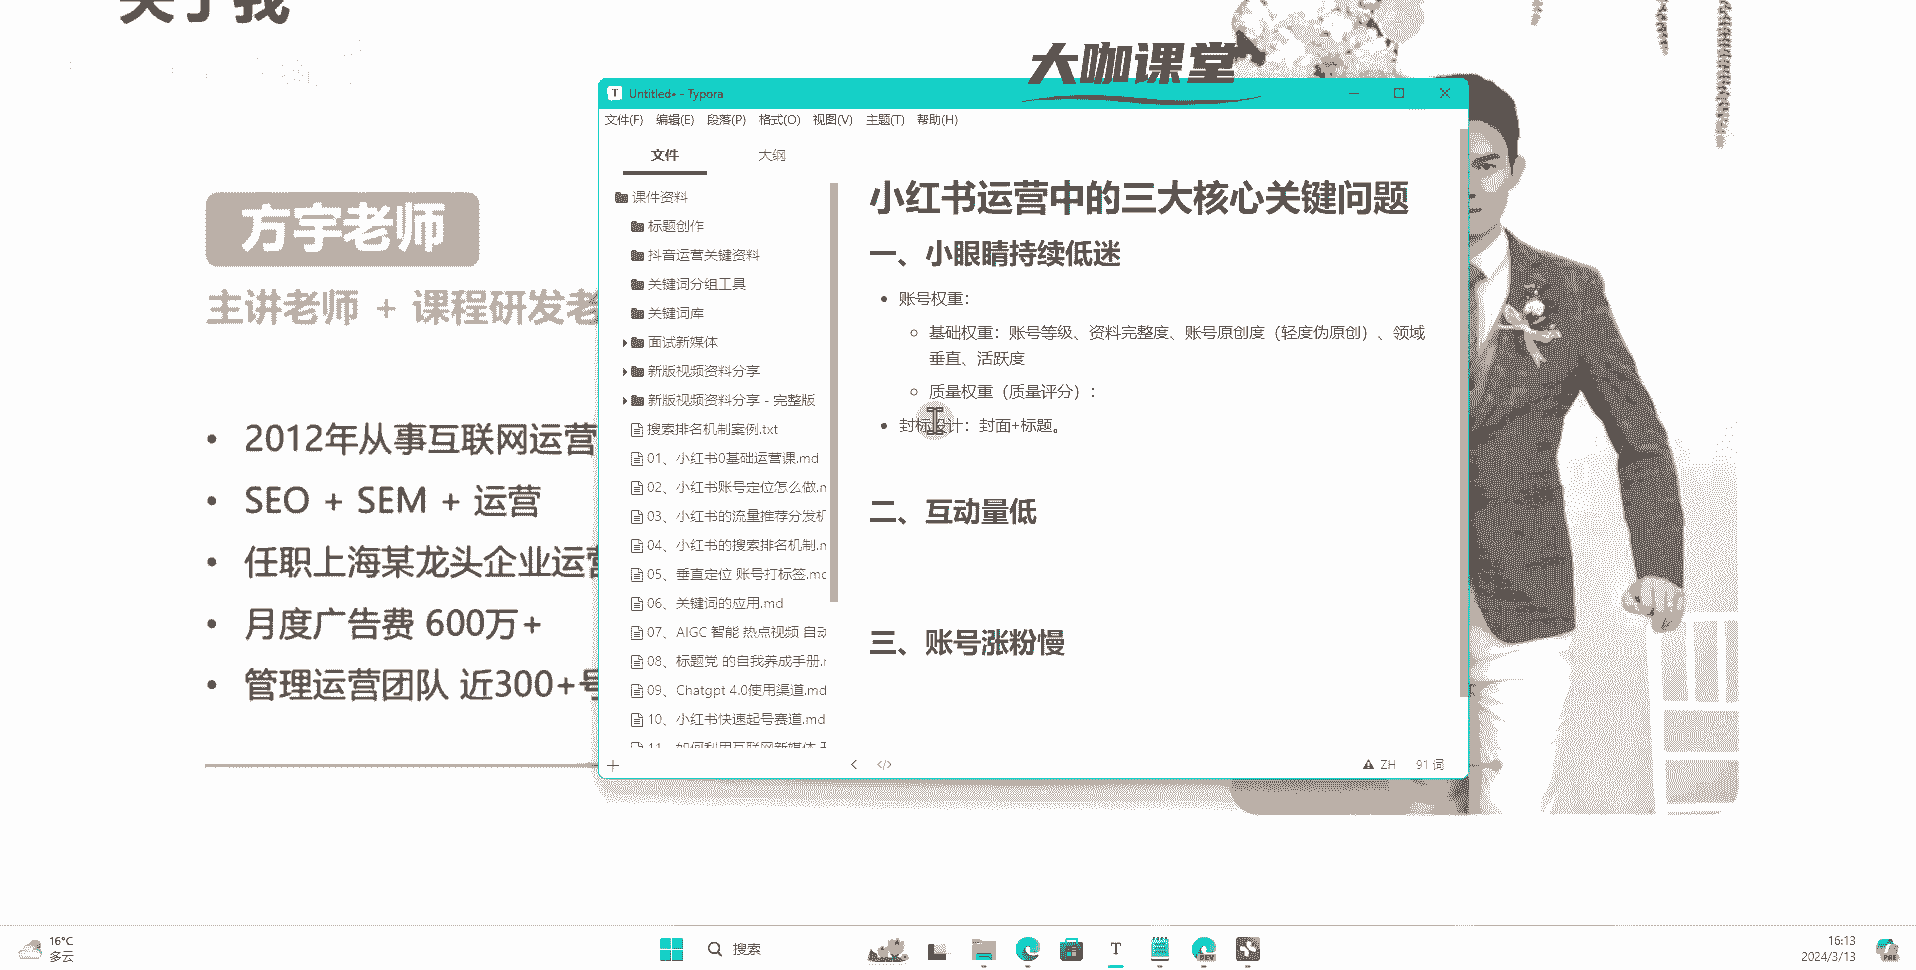 关于我
大咖课堂
方宇老师
主讲老师 + 课程研发老
2012年从事互联网运营
SEO + SEM + 运营
任职上海某龙头企业运营
月度广告费 600万+
管理运营团队 近300+号
Untitled• - Typora
文件(F) 编辑(E) 段落(P) 格式(O) 视图(V) 主题(T) 帮助(H)
文件 大纲
课件资料
标题创作
抖音运营关键资料
关键词分组工具
关键词库
面试新媒体
新版视频资料分享
新版视频资料分享 - 完整版
搜索排名机制案例.txt
01、小红书0基础运营课.md
02、小红书账号定位怎么做.m
03、小红书的流量推荐分发机
04、小红书的搜索排名机制.m
05、垂直定位 账号打标签.md
06、关键词的应用.md
07、AIGC 智能 热点视频 自动
08、标题党 的自我养成手册.m
09、Chatgpt 4.0使用渠道.md
10、小红书快速起号赛道.md
11、如何利用互联网新媒体
小红书运营中的三大核心关键问题
一、小眼睛持续低迷
账号权重：
基础权重：账号等级、资料完整度、账号原创度（轻度伪原创）、领域
垂直、活跃度
质量权重（质量评分）：
封标设计：封面+标题。
二、互动量低
三、账号涨粉慢
ZH 91 词
16°C
多云
搜索
DEV
16:13
2024/3/13
PRE